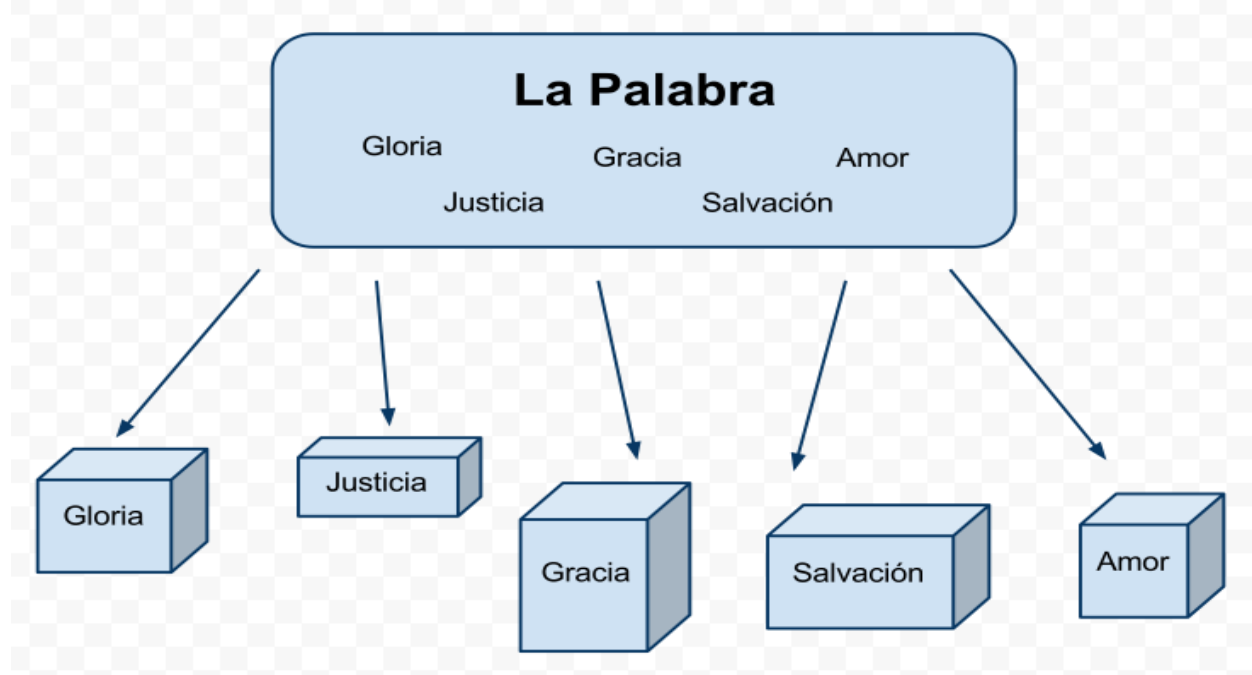 La Palabra
Gloria
Gracia
Amor
Justicia
Salvación
Gloria
Justicia
Gracia
Salvación
Amor